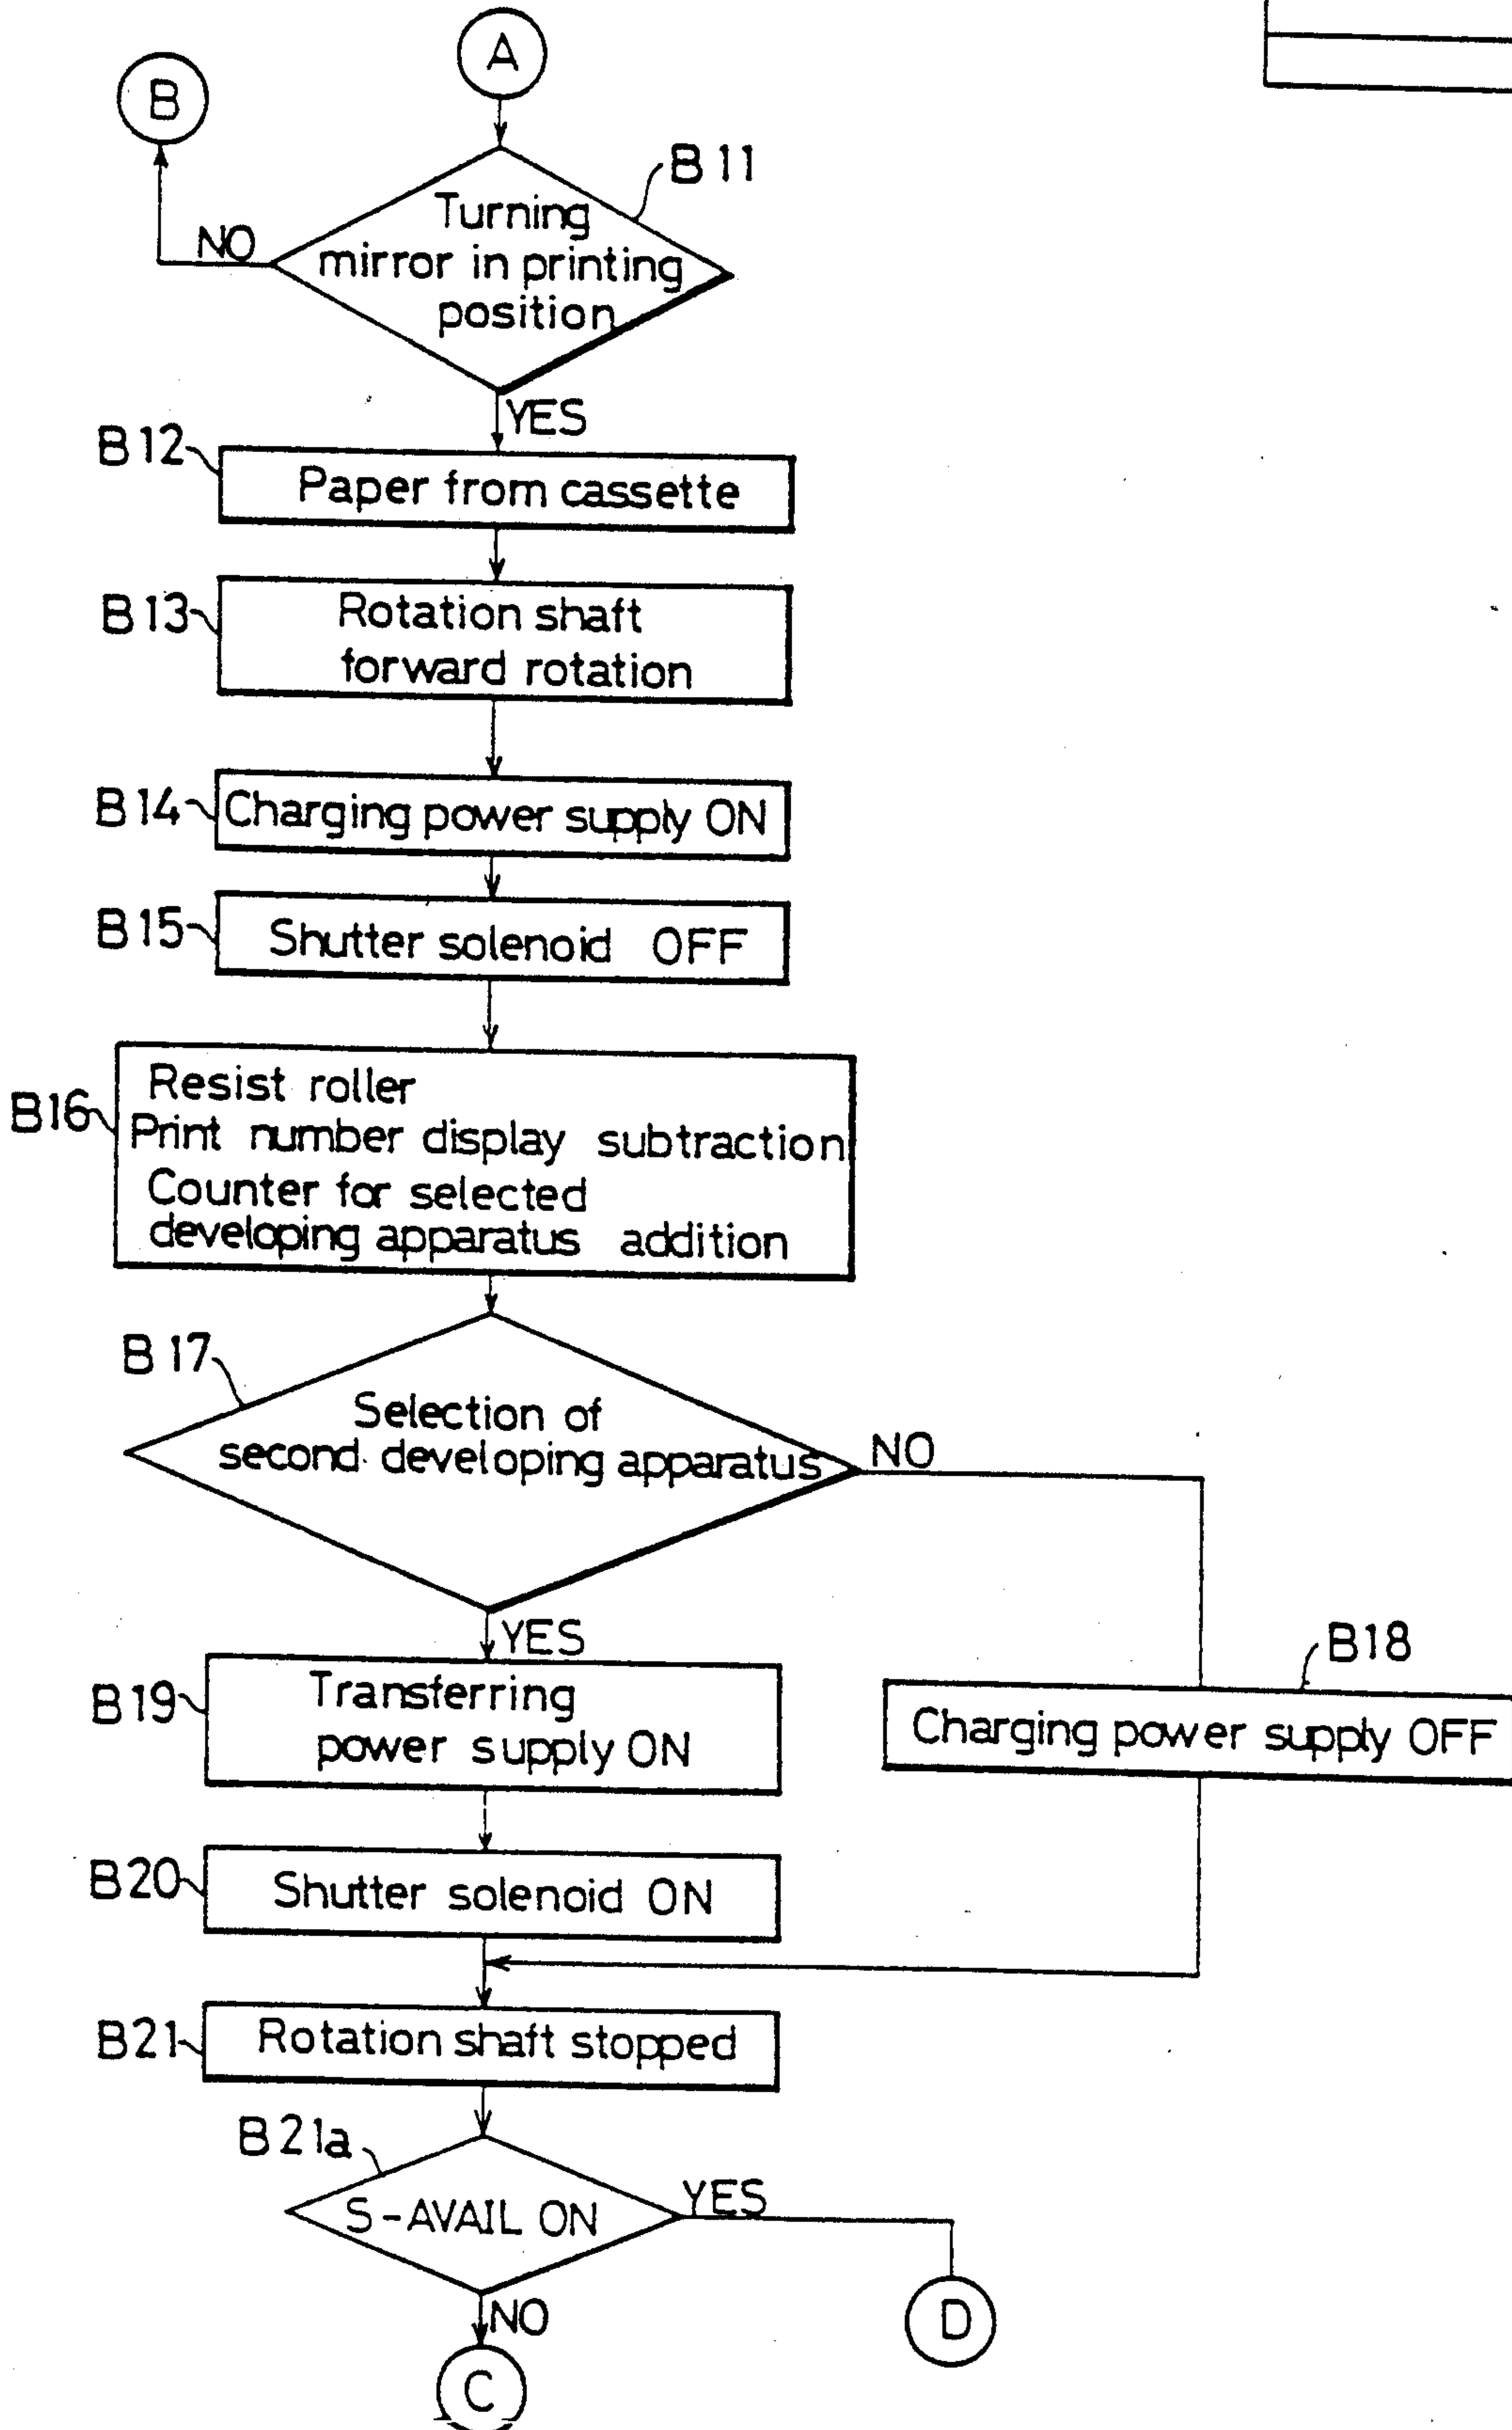 A
B
B11
Turning
mirror in printing
position
NO
YES
B12
Paper from cassette
B13
Rotation shaft
forward rotation
B14
Charging power supply ON
B15
Shutter solenoid OFF
B16
Resist roller
Print number display subtraction
Counter for selected
developing apparatus addition
B17
Selection of
second developing apparatus
NO
YES
B18
Charging power supply OFF
B19
Transferring
power supply ON
B20
Shutter solenoid ON
B21
Rotation shaft stopped
B21a
S-AVAIL ON
YES
NO
D
C